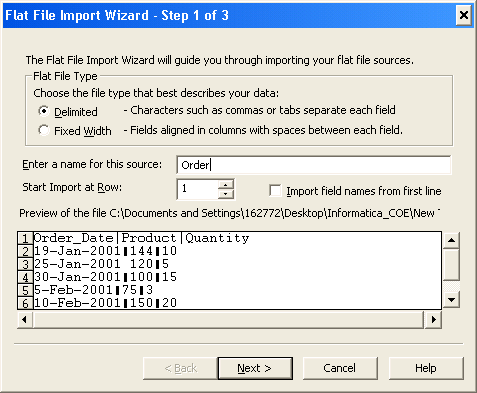 Flat File Import Wizard - Step 1 of 3
The Flat File Import Wizard will guide you through importing your flat file sources.
Flat File Type
Choose the file type that best describes your data:
Delimited - Characters such as commas or tabs separate each field
Fixed Width - Fields aligned in columns with spaces between each field.
Enter a name for this source: Order
Start Import at Row: 1 Import field names from first line
Preview of the file C:\Documents and Settings\162772\Desktop\Informatica_COE\New
1 Order_Date|Product|Quantity
2 19-Jan-2001|144|10
3 25-Jan-2001 120|5
4 30-Jan-2001|100|15
5 5-Feb-2001|75|3
6 10-Feb-2001|150|20
< Back Next > Cancel Help